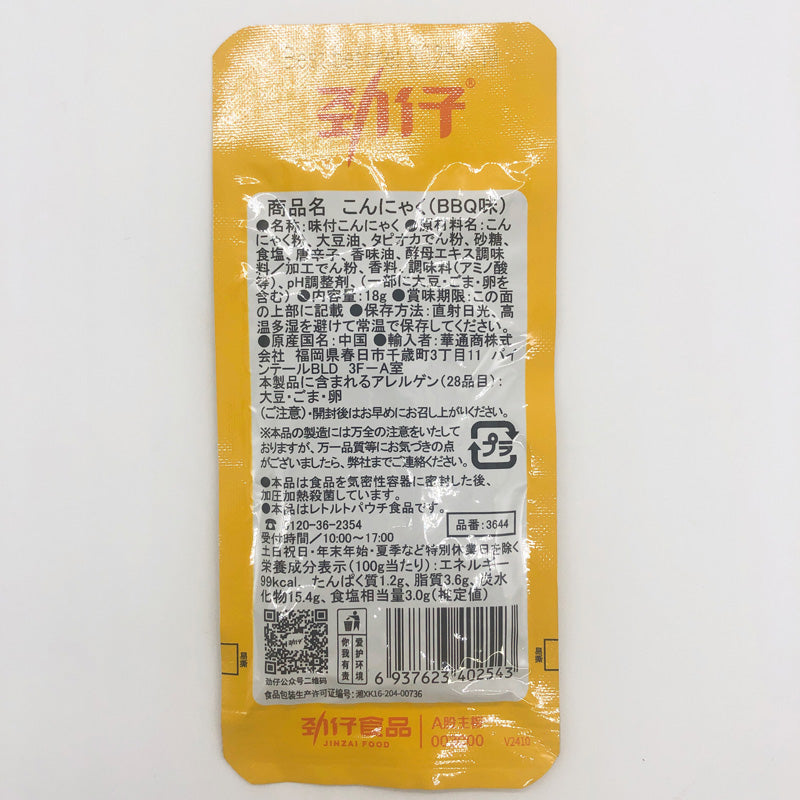 劲仔®
商品名 こんにゃく(BBQ味)
●名称:味付こんにゃく ●原材料名:こん
にゃく粉、大豆油、タピオカでん粉、砂糖、
食塩、唐辛子、香味油、酵母エキス調味
料/加工でん粉、香料、調味料(アミノ酸
等)、pH調整剤、(一部に大豆・ごま・卵を
含む) ●内容量:18g ●賞味期限:この面
の上部に記載 ●保存方法:直射日光、高
温多湿を避けて常温で保存してください。
●原産国名:中国 ●輸入者:華通商株式
会社 福岡県春日市千歳町3丁目11 パイ
ンテールBLD 3F-A室
本製品に含まれるアレルゲン(28品目):
大豆・ごま・卵
(ご注意)・開封後はお早めにお召し上がりください。
※本品の製造には万全の注意をいたして
おりますが、万一品質等にお気づきの点
がございましたら、弊社までご連絡ください。
プラ
●本品は食品を気密性容器に密封した後、
加圧加熱殺菌しています。
●本品はレトルトパウチ食品です。
☎ 0120-36-2354
品番:3644
受付時間/10:00~17:00
土日祝日・年末年始・夏季など特別休業日を除く
栄養成分表示(100g当たり):エネルギー
99kcal、たんぱく質1.2g、脂質3.6g、炭水
化物15.4g、食塩相当量3.0g(推定値)
易撕
易撕
劲仔
爱护环境
你我有责
6 937623 402543
劲仔公众号二维码
食品包装生产许可证编号:湘XK16-204-00736
劲仔食品
JINZAI FOOD
A股主板
V2410